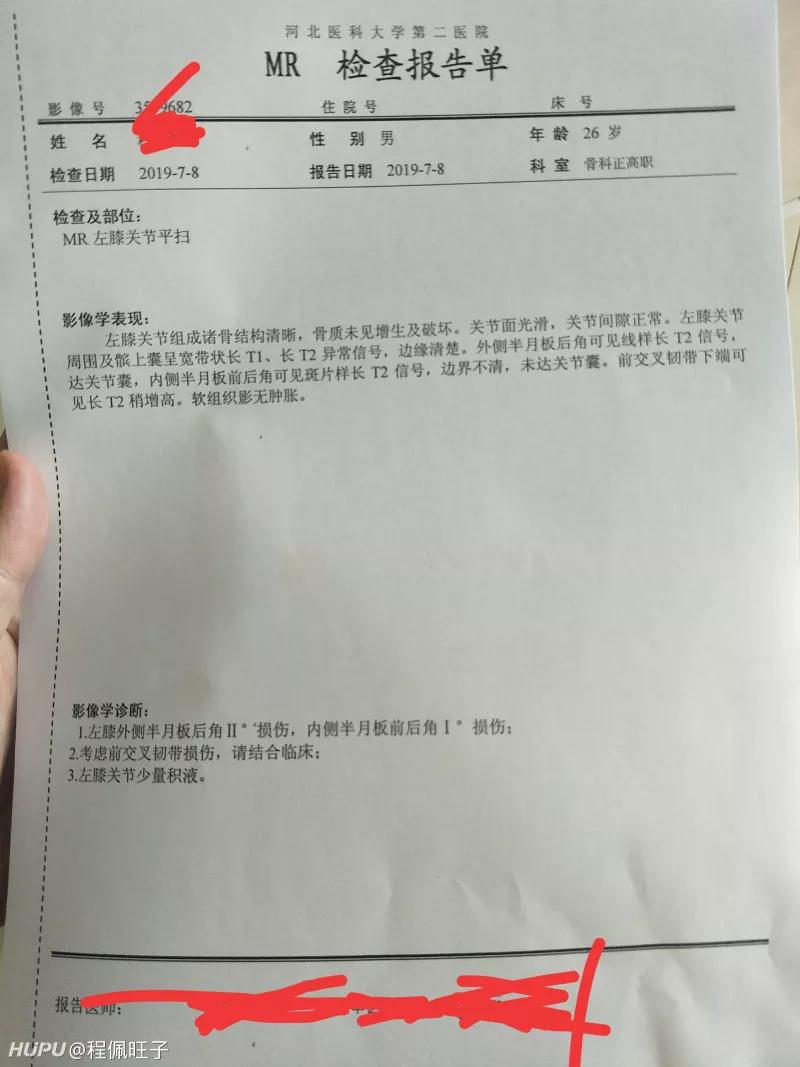 河北医科大学第二医院
MR 检查报告单
影像号 35 9682 住院号 床号
姓名 性别 男 年龄 26 岁
检查日期 2019-7-8 报告日期 2019-7-8 科室 骨科正高职
检查及部位：
MR 左膝关节平扫
影像学表现：
左膝关节组成诸骨结构清晰，骨质未见增生及破坏。关节面光滑，关节间隙正常。左膝关节
周围及髌上囊呈宽带状长 T1、长 T2 异常信号，边缘清楚。外侧半月板后角可见线样长 T2 信号，
达关节囊，内侧半月板前后角可见斑片样长 T2 信号，边界不清，未达关节囊。前交叉韧带下端可
见长 T2 稍增高。软组织影无肿胀。
影像学诊断：
1.左膝外侧半月板后角Ⅱ°损伤，内侧半月板前后角Ⅰ° 损伤；
2.考虑前交叉韧带损伤，请结合临床；
3.左膝关节少量积液。
报告医师：
HUPU @程佩旺子